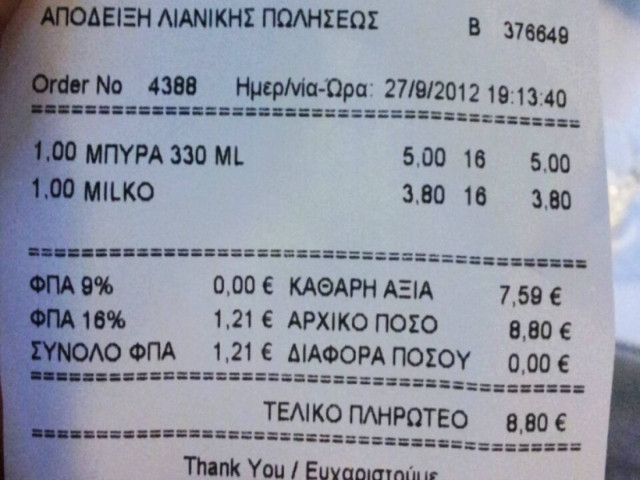 ΑΠΟΔΕΙΞΗ ΛΙΑΝΙΚΗΣ ΠΩΛΗΣΕΩΣ Β 376649
Order No 4388 Ημερ/νία-Ώρα: 27/9/2012 19:13:40
1,00 ΜΠΥΡΑ 330 ML 5,00 16 5,00
1,00 MILKO 3,80 16 3,80
ΦΠΑ 9% 0,00 € ΚΑΘΑΡΗ ΑΞΙΑ 7,59 €
ΦΠΑ 16% 1,21 € ΑΡΧΙΚΟ ΠΟΣΟ 8,80 €
ΣΥΝΟΛΟ ΦΠΑ 1,21 € ΔΙΑΦΟΡΑ ΠΟΣΟΥ 0,00 €
ΤΕΛΙΚΟ ΠΛΗΡΩΤΕΟ 8,80 €
Thank You / Ευχαριστούμε